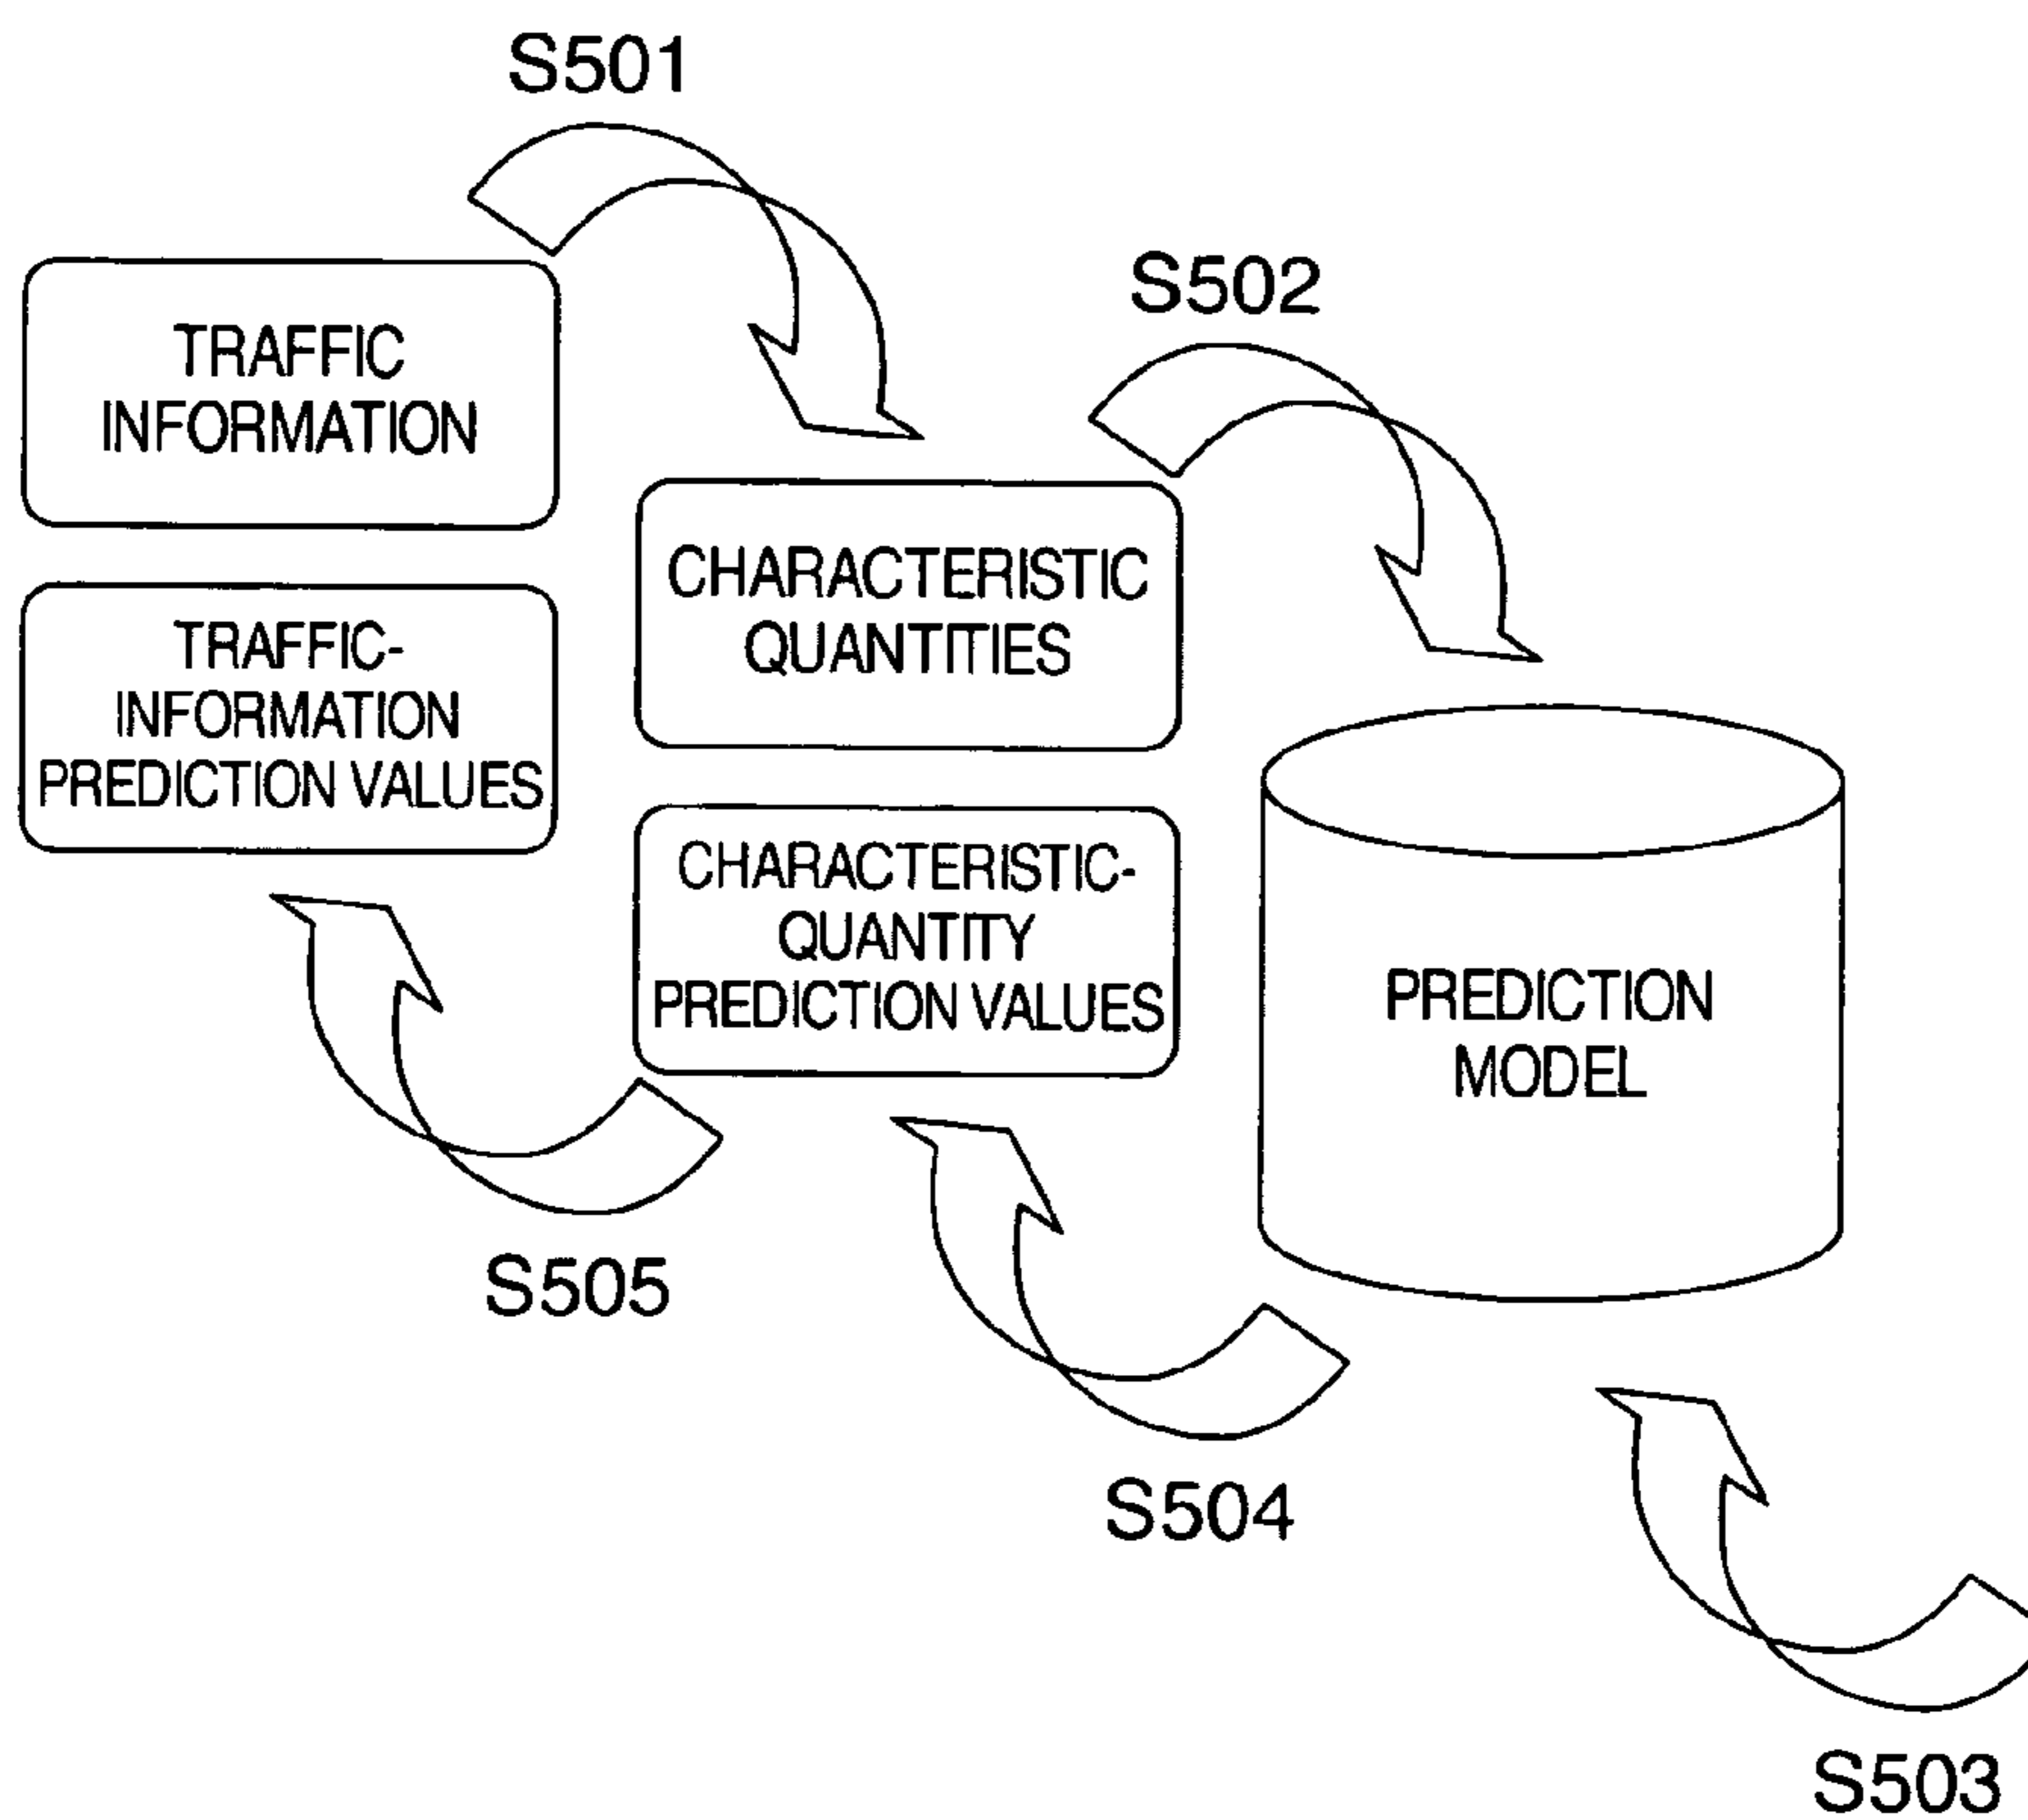 S501
S502
TRAFFIC
INFORMATION
CHARACTERISTIC
QUANTITIES
TRAFFIC-
INFORMATION
PREDICTION VALUES
CHARACTERISTIC-
QUANTITY
PREDICTION VALUES
PREDICTION
MODEL
S505
S504
S503